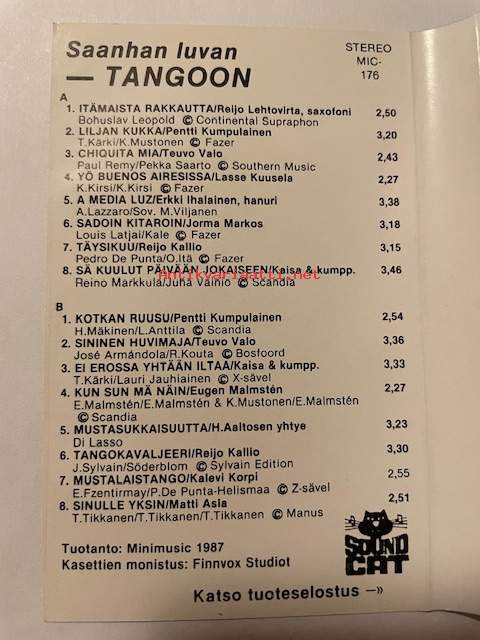 Saanhan luvan
— TANGOON
STEREO
MIC-
176
A
1. ITÄMAISTA RAKKAUTTA/Reijo Lehtovirta, saxofoni 2,50
Bohuslav Leopold © Continental Supraphon
2. LILJAN KUKKA/Pentti Kumpulainen 3,20
T.Kärki/K.Mustonen © Fazer
3. CHIQUITA MIA/Teuvo Valo 2,43
Paul Remy/Pekka Saarto © Southern Music
4. YÖ BUENOS AIRESISSA/Lasse Kuusela 2,27
K.Kirsi/K.Kirsi © Fazer
5. A MEDIA LUZ/Erkki Ihalainen, hanuri 3,38
A.Lazzaro/Sov. M.Viljanen
6. SADOIN KITAROIN/Jorma Markos 3,18
Louis Latjai/Kale © Fazer
7. TÄYSIKUU/Reijo Kallio 3,15
Pedro De Punta/O.Itä © Fazer
8. SÄ KUULUT PÄIVÄÄN JOKAISEEN/Kaisa & kumpp. 3,46
Antikvariaatti.net
Reino Markkula/Juha Vainio © Scandia
B
1. KOTKAN RUUSU/Pentti Kumpulainen 2,54
H.Mäkinen/L.Anttila © Scandia
2. SININEN HUVIMAJA/Teuvo Valo 3,36
José Armándola/R.Kouta © Bosfoord
3. EI EROSSA YHTÄÄN ILTAA/Kaisa & kumpp. 3,33
T.Kärki/Lauri Jauhiainen © X-sävel
4. KUN SUN MÄ NÄIN/Eugen Malmstén 2,27
E.Malmstén/E.Malmstén & K.Mustonen/E.Malmstén
© Scandia
5. MUSTASUKKAISUUTTA/H.Aaltosen yhtye 3,23
Di Lasso
6. TANGOKAVALJEERI/Reijo Kallio 3,30
J.Sylvain/Söderblom © Sylvain Edition
7. MUSTALAISTANGO/Kalevi Korpi 2,55
E.Fzentirmay/P.De Punta-Helismaa © Z-sävel
8. SINULLE YKSIN/Matti Asia 2,51
T.Tikkanen/T.Tikkanen/T.Tikkanen © Manus
SOUND
CAT
Tuotanto: Minimusic 1987
Kasettien monistus: Finnvox Studiot
Katso tuoteselostus —»